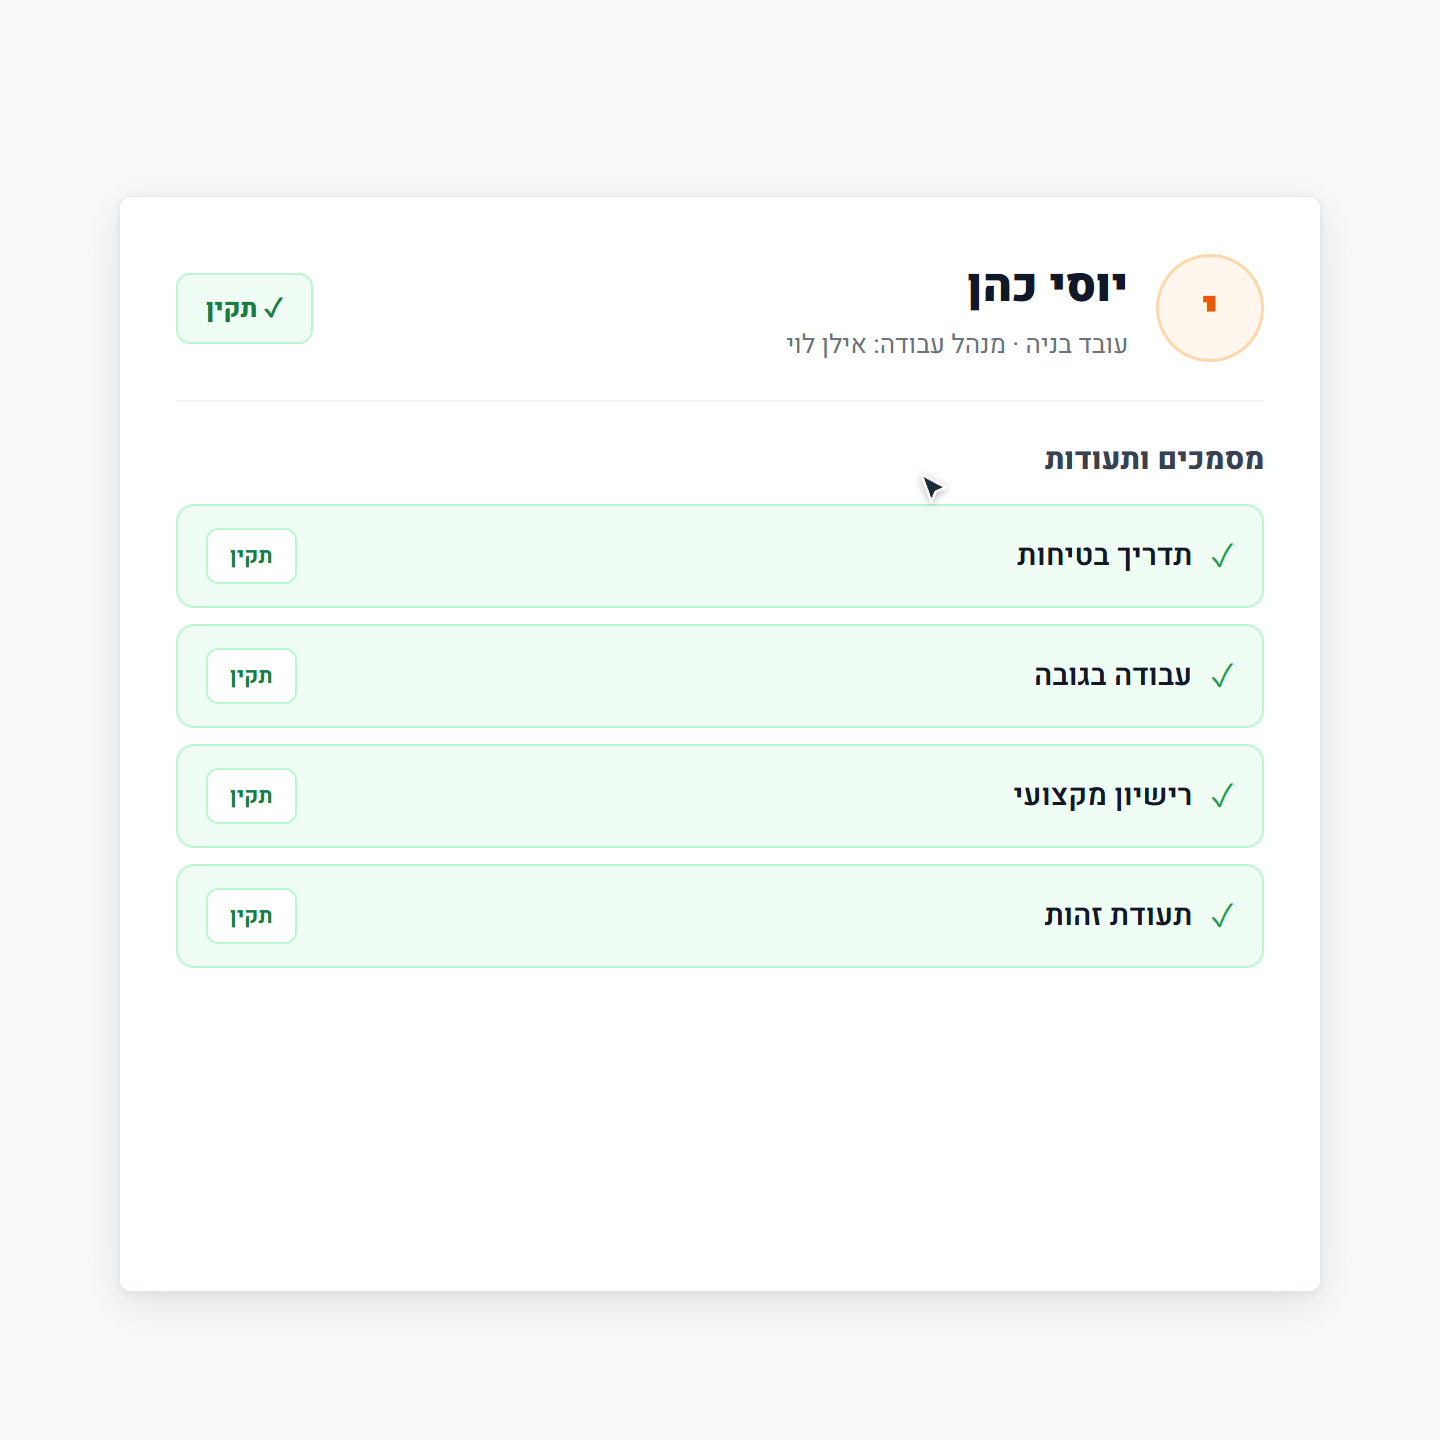 י
יוסי כהן
עובד בניה · מנהל עבודה: אילן לוי
✓ תקין
מסמכים ותעודות
✓ תדריך בטיחות תקין
✓ עבודה בגובה תקין
✓ רישיון מקצועי תקין
✓ תעודת זהות תקין